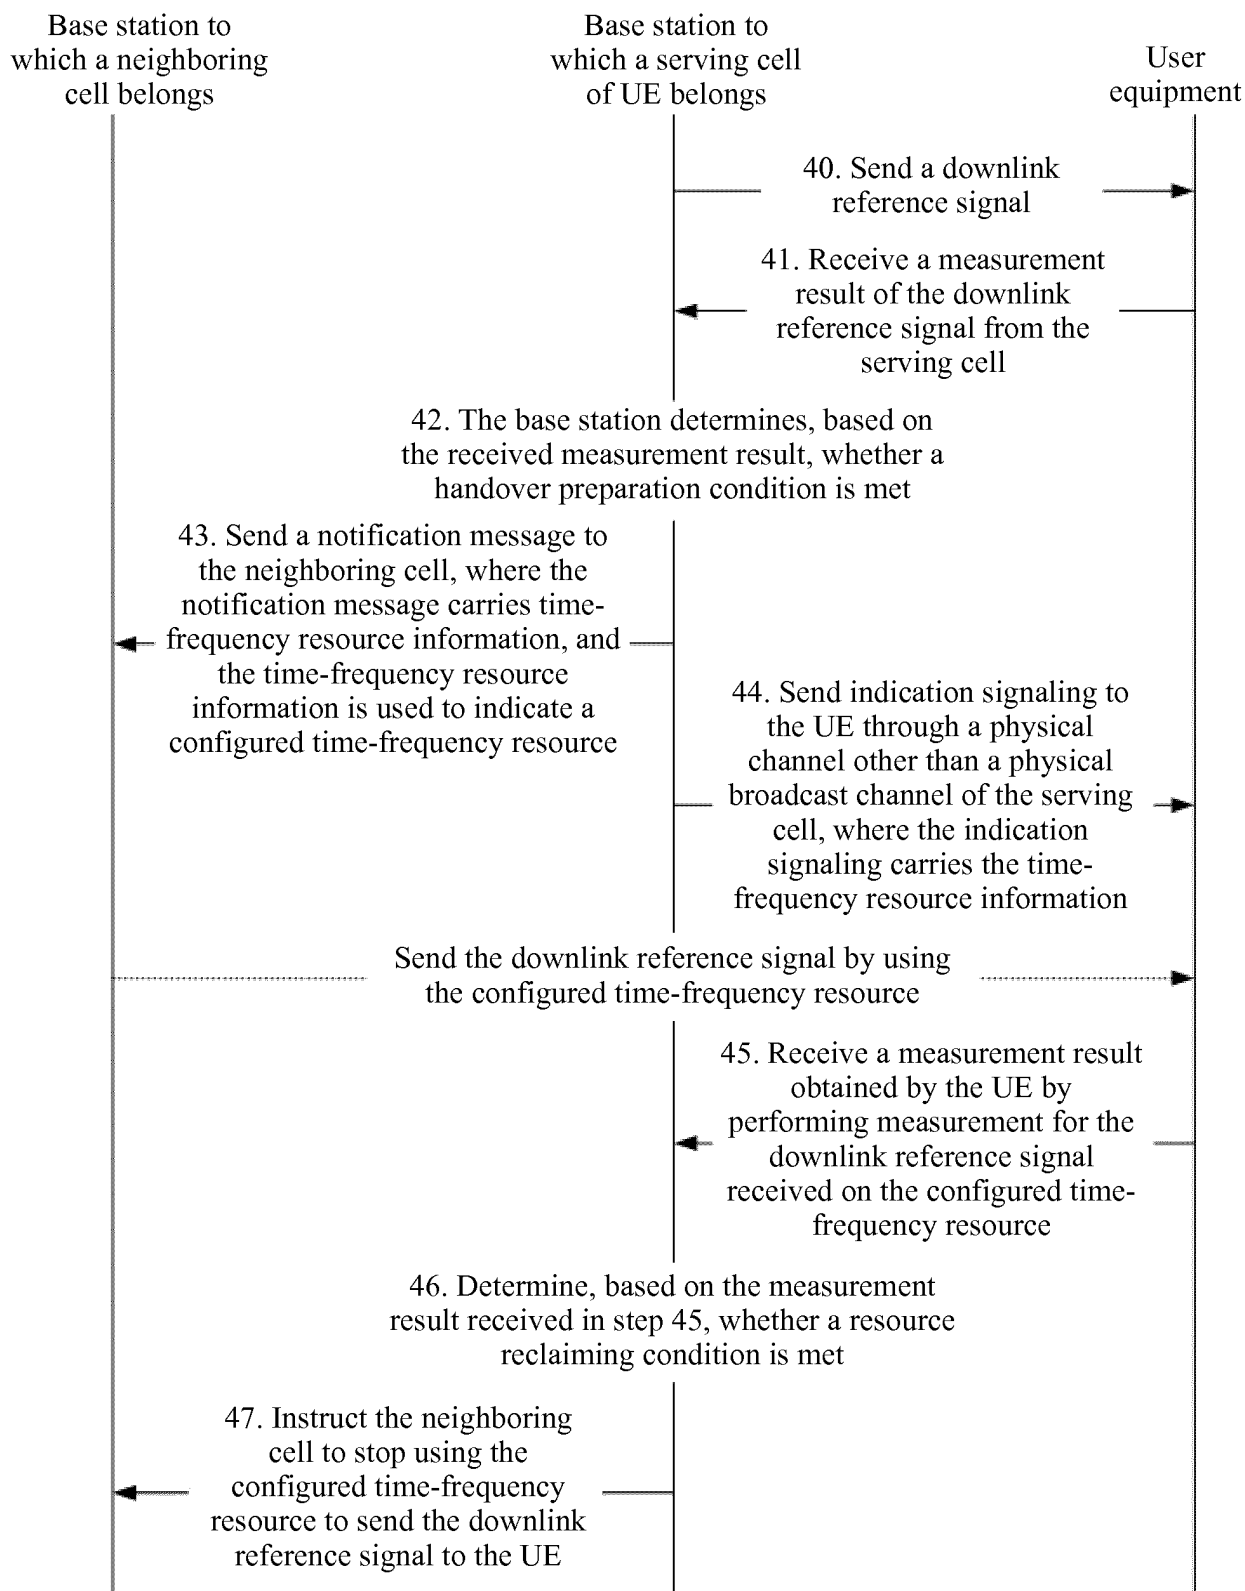 Base station to
which a neighboring
cell belongs
Base station to
which a serving cell
of UE belongs
User
equipment
40. Send a downlink
reference signal
41. Receive a measurement
result of the downlink
reference signal from the
serving cell
42. The base station determines, based on
the received measurement result, whether a
handover preparation condition is met
43. Send a notification message to
the neighboring cell, where the
notification message carries time-
frequency resource information, and
the time-frequency resource
information is used to indicate a
configured time-frequency resource
44. Send indication signaling to
the UE through a physical
channel other than a physical
broadcast channel of the serving
cell, where the indication
signaling carries the time-
frequency resource information
Send the downlink reference signal by using
the configured time-frequency resource
45. Receive a measurement result
obtained by the UE by
performing measurement for the
downlink reference signal
received on the configured time-
frequency resource
46. Determine, based on the measurement
result received in step 45, whether a resource
reclaiming condition is met
47. Instruct the neighboring
cell to stop using the
configured time-frequency
resource to send the downlink
reference signal to the UE